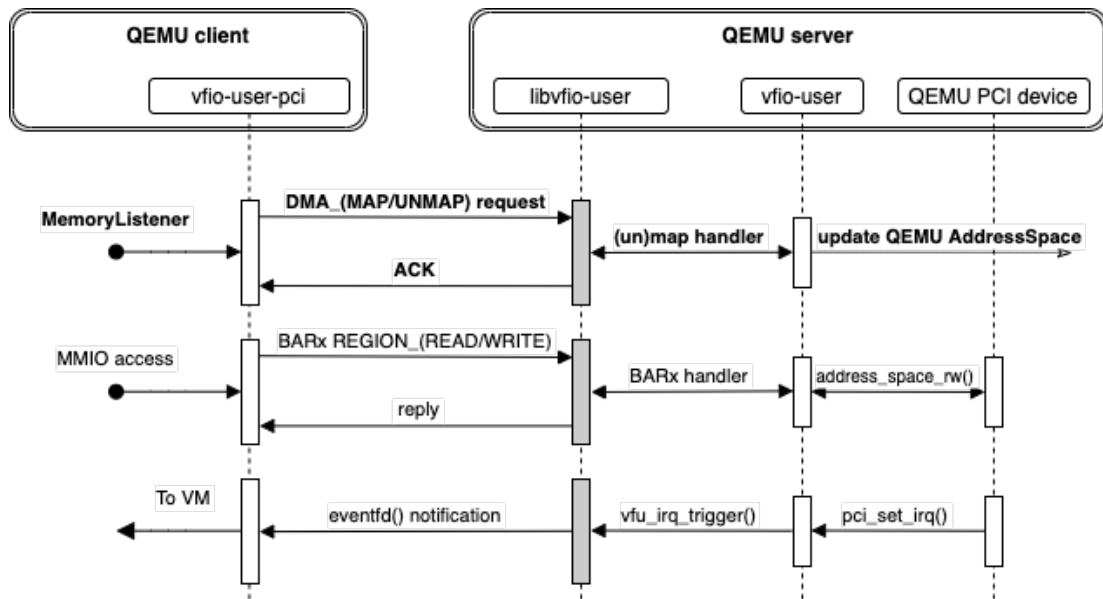 QEMU client
QEMU server
vfio-user-pci
libvfio-user
vfio-user
QEMU PCI device
DMA_(MAP/UNMAP) request
MemoryListener
(un)map handler
update QEMU AddressSpace
ACK
BARx REGION_(READ/WRITE)
MMIO access
BARx handler
address_space_rw()
reply
To VM
eventfd() notification
vfu_irq_trigger()
pci_set_irq()